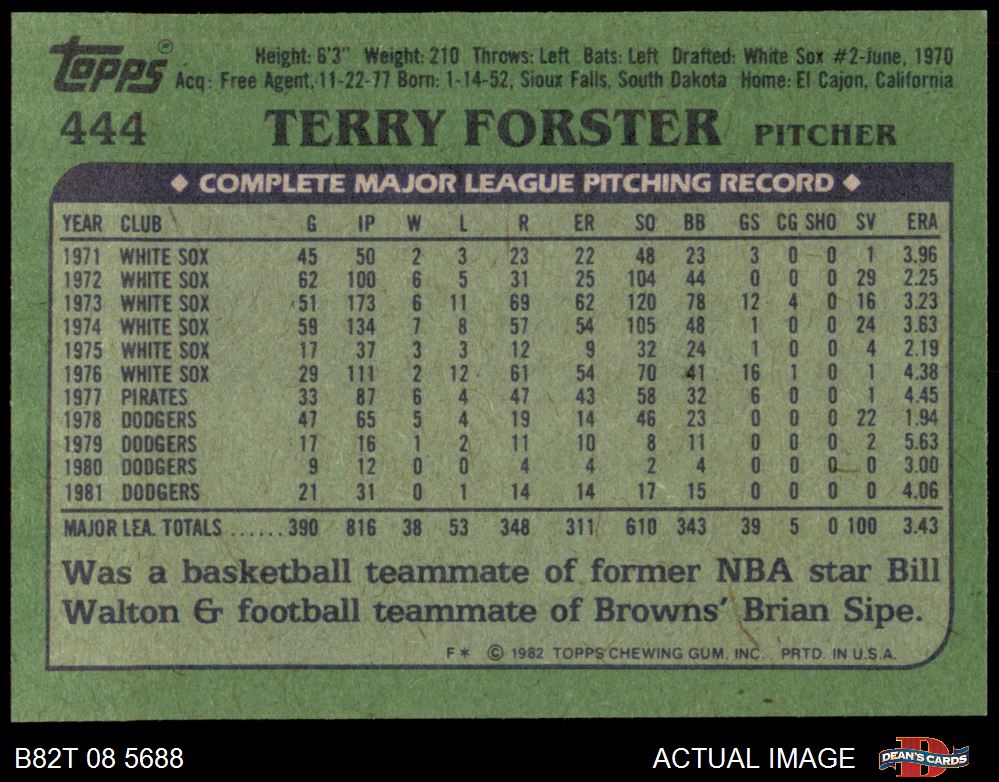 Topps®
Height: 6'3" Weight: 210 Throws: Left Bats: Left Drafted: White Sox #2-June, 1970
Acq: Free Agent, 11-22-77 Born: 1-14-52, Sioux Falls, South Dakota Home: El Cajon, California
444 TERRY FORSTER PITCHER
◆ COMPLETE MAJOR LEAGUE PITCHING RECORD ◆
YEAR CLUB G IP W L R ER SO BB GS CG SHO SV ERA
1971 WHITE SOX 45 50 2 3 23 22 48 23 3 0 0 1 3.96
1972 WHITE SOX 62 100 6 5 31 25 104 44 0 0 0 29 2.25
1973 WHITE SOX 51 173 6 11 69 62 120 78 12 4 0 16 3.23
1974 WHITE SOX 59 134 7 8 57 54 105 48 1 0 0 24 3.63
1975 WHITE SOX 17 37 3 3 12 9 32 24 1 0 0 4 2.19
1976 WHITE SOX 29 111 2 12 61 54 70 41 16 1 0 1 4.38
1977 PIRATES 33 87 6 4 47 43 58 32 6 0 0 1 4.45
1978 DODGERS 47 65 5 4 19 14 46 23 0 0 0 22 1.94
1979 DODGERS 17 16 1 2 11 10 8 11 0 0 0 2 5.63
1980 DODGERS 9 12 0 0 4 4 2 4 0 0 0 0 3.00
1981 DODGERS 21 31 0 1 14 14 17 15 0 0 0 0 4.06
MAJOR LEA. TOTALS ...... 390 816 38 53 348 311 610 343 39 5 0 100 3.43
Was a basketball teammate of former NBA star Bill
Walton & football teammate of Browns' Brian Sipe.
F* © 1982 TOPPS CHEWING GUM, INC. PRTD. IN U.S.A.
B82T 08 5688 ACTUAL IMAGE DEAN'S CARDS